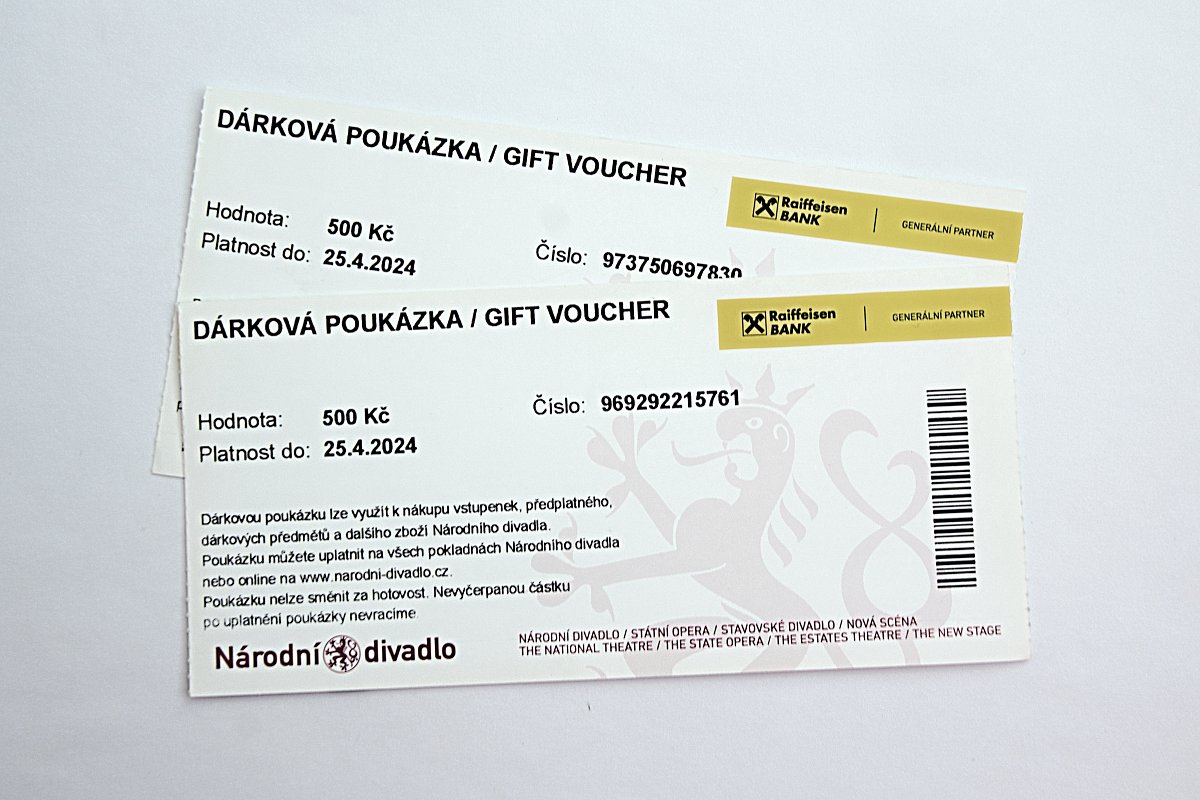 DÁRKOVÁ POUKÁZKA / GIFT VOUCHER
Raiffeisen
BANK
GENERÁLNÍ PARTNER
Hodnota: 500 Kč
Platnost do: 25.4.2024
Číslo: 973750697830
DÁRKOVÁ POUKÁZKA / GIFT VOUCHER
Raiffeisen
BANK
GENERÁLNÍ PARTNER
Hodnota: 500 Kč
Číslo: 969292215761
Platnost do: 25.4.2024
Dárkovou poukázku lze využít k nákupu vstupenek, předplatného,
dárkových předmětů a dalšího zboží Národního divadla.
Poukázku můžete uplatnit na všech pokladnách Národního divadla
nebo online na www.narodni-divadlo.cz.
Poukázku nelze směnit za hotovost. Nevyčerpanou částku
po uplatnění poukázky nevracíme.
Národní divadlo
NÁRODNÍ DIVADLO / STÁTNÍ OPERA / STAVOVSKÉ DIVADLO / NOVÁ SCÉNA
THE NATIONAL THEATRE / THE STATE OPERA / THE ESTATES THEATRE / THE NEW STAGE